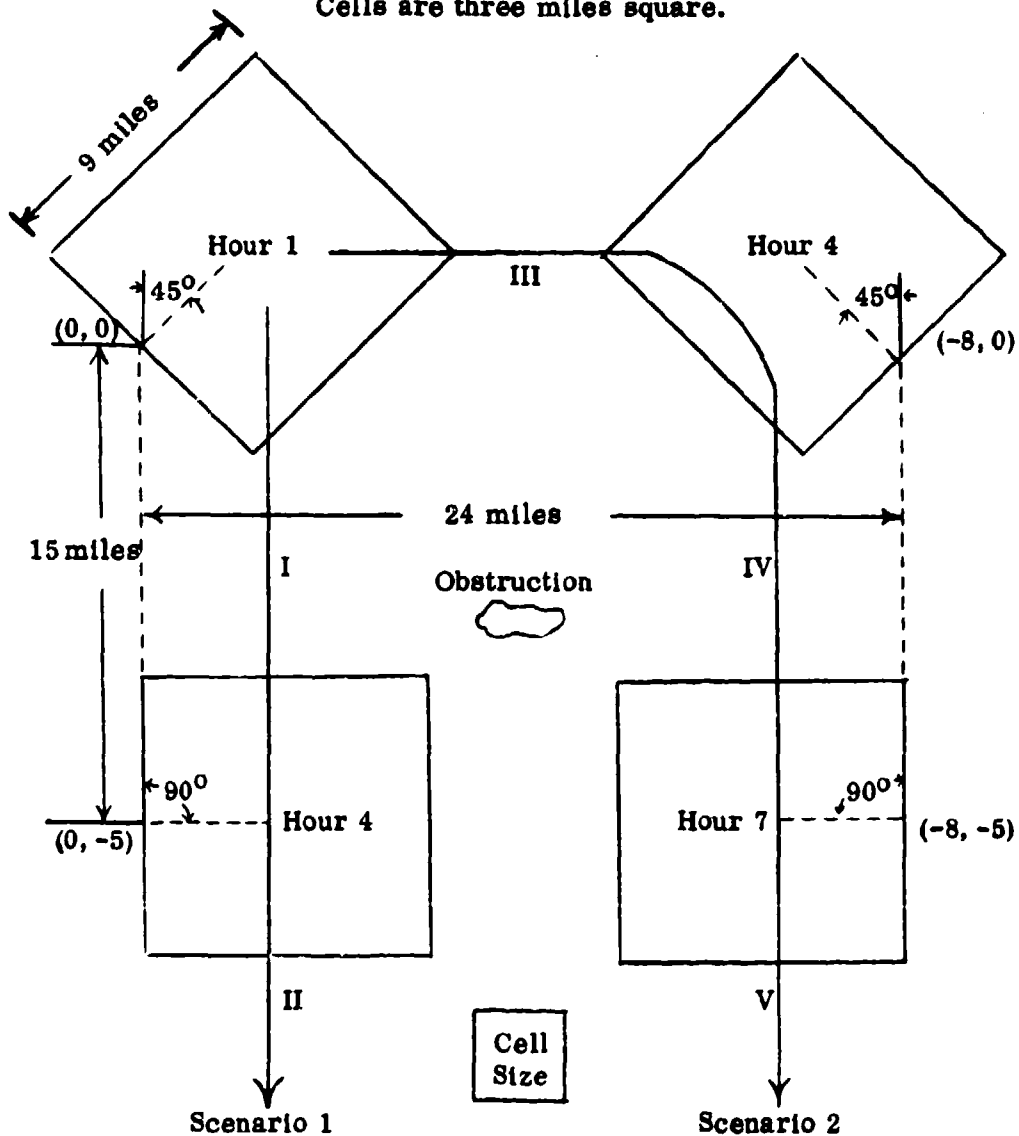 Cells are three miles square.
9 miles
Hour 1
Hour 4
III
45°
45°
(0, 0)
(-8, 0)
24 miles
15 miles
I
IV
Obstruction
90°
90°
Hour 4
Hour 7
(0, -5)
(-8, -5)
II
V
Cell
Size
Scenario 1
Scenario 2